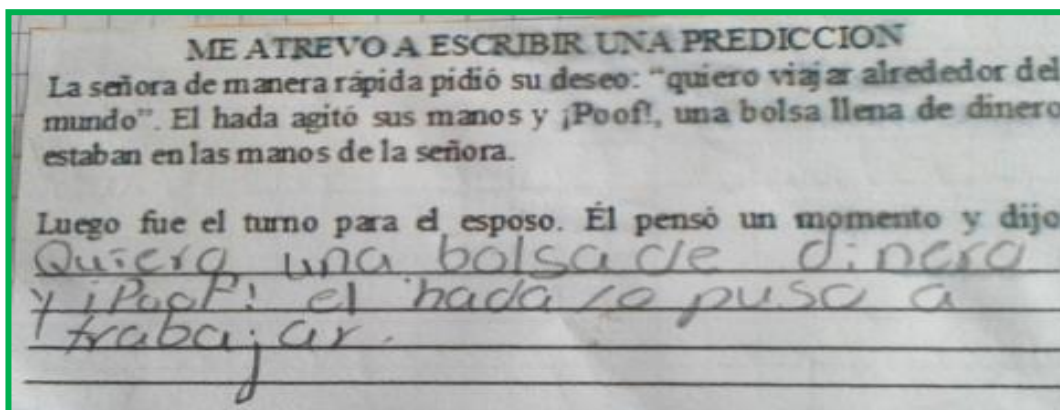 ME ATREVO A ESCRIBIR UNA PREDICCION
La señora de manera rápida pidió su deseo: "quiero viajar alrededor del
mundo". El hada agitó sus manos y ¡Poof!, una bolsa llena de dinero
estaban en las manos de la señora.
Luego fue el turno para el esposo. Él pensó un momento y dijo
Quiero una bolsa de dinero
y ¡Poof! el hada lo puso a
trabajar.